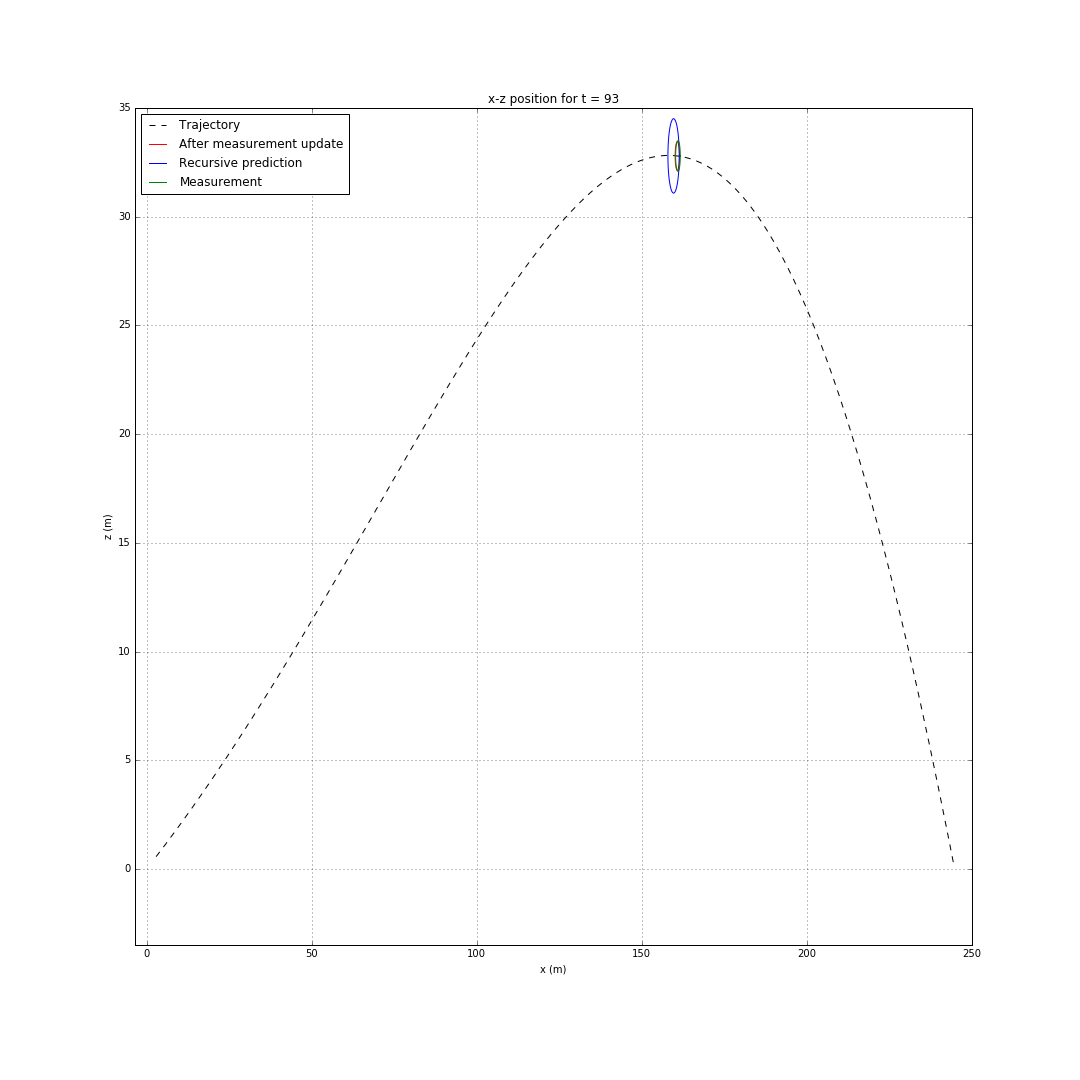 x-z position for t = 93
Trajectory
After measurement update
Recursive prediction
Measurement
35
30
25
20
15
10
5
0
z (m)
0 50 100 150 200 250
x (m)